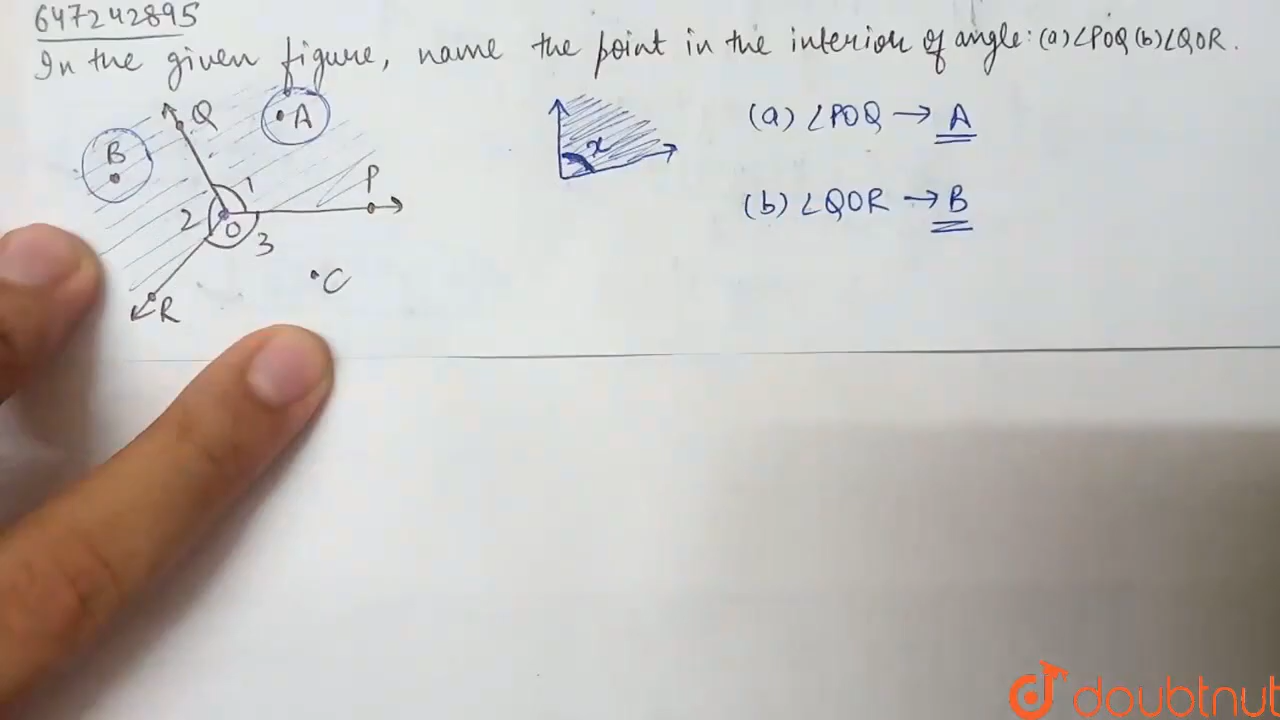 647242895
In the given figure, name the point in the interior of angle: (a)∠POQ (b)∠QOR.
Q
A
B
1
P
2
O
3
C
R
x
(a) ∠POQ → A
(b) ∠QOR → B
doubtnut